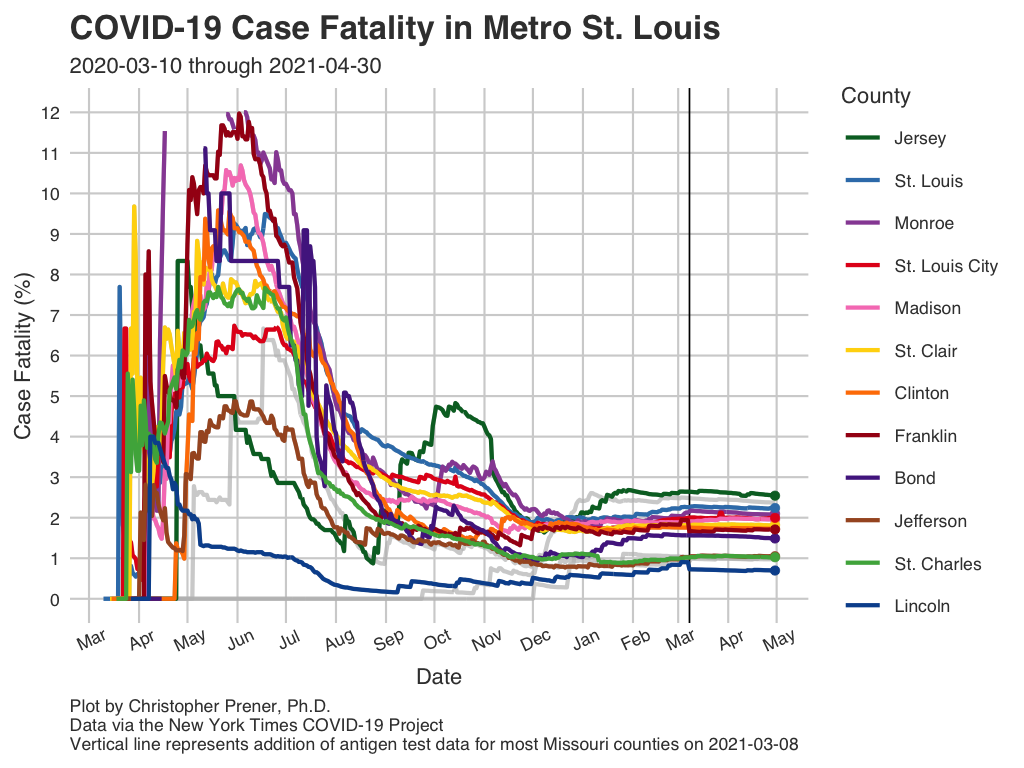 COVID-19 Case Fatality in Metro St. Louis
2020-03-10 through 2021-04-30
County
Jersey
St. Louis
Monroe
St. Louis City
Madison
St. Clair
Clinton
Franklin
Bond
Jefferson
St. Charles
Lincoln
Case Fatality (%)
12
11
10
9
8
7
6
5
4
3
2
1
0
Mar Apr May Jun Jul Aug Sep Oct Nov Dec Jan Feb Mar Apr May
Date
Plot by Christopher Prener, Ph.D.
Data via the New York Times COVID-19 Project
Vertical line represents addition of antigen test data for most Missouri counties on 2021-03-08